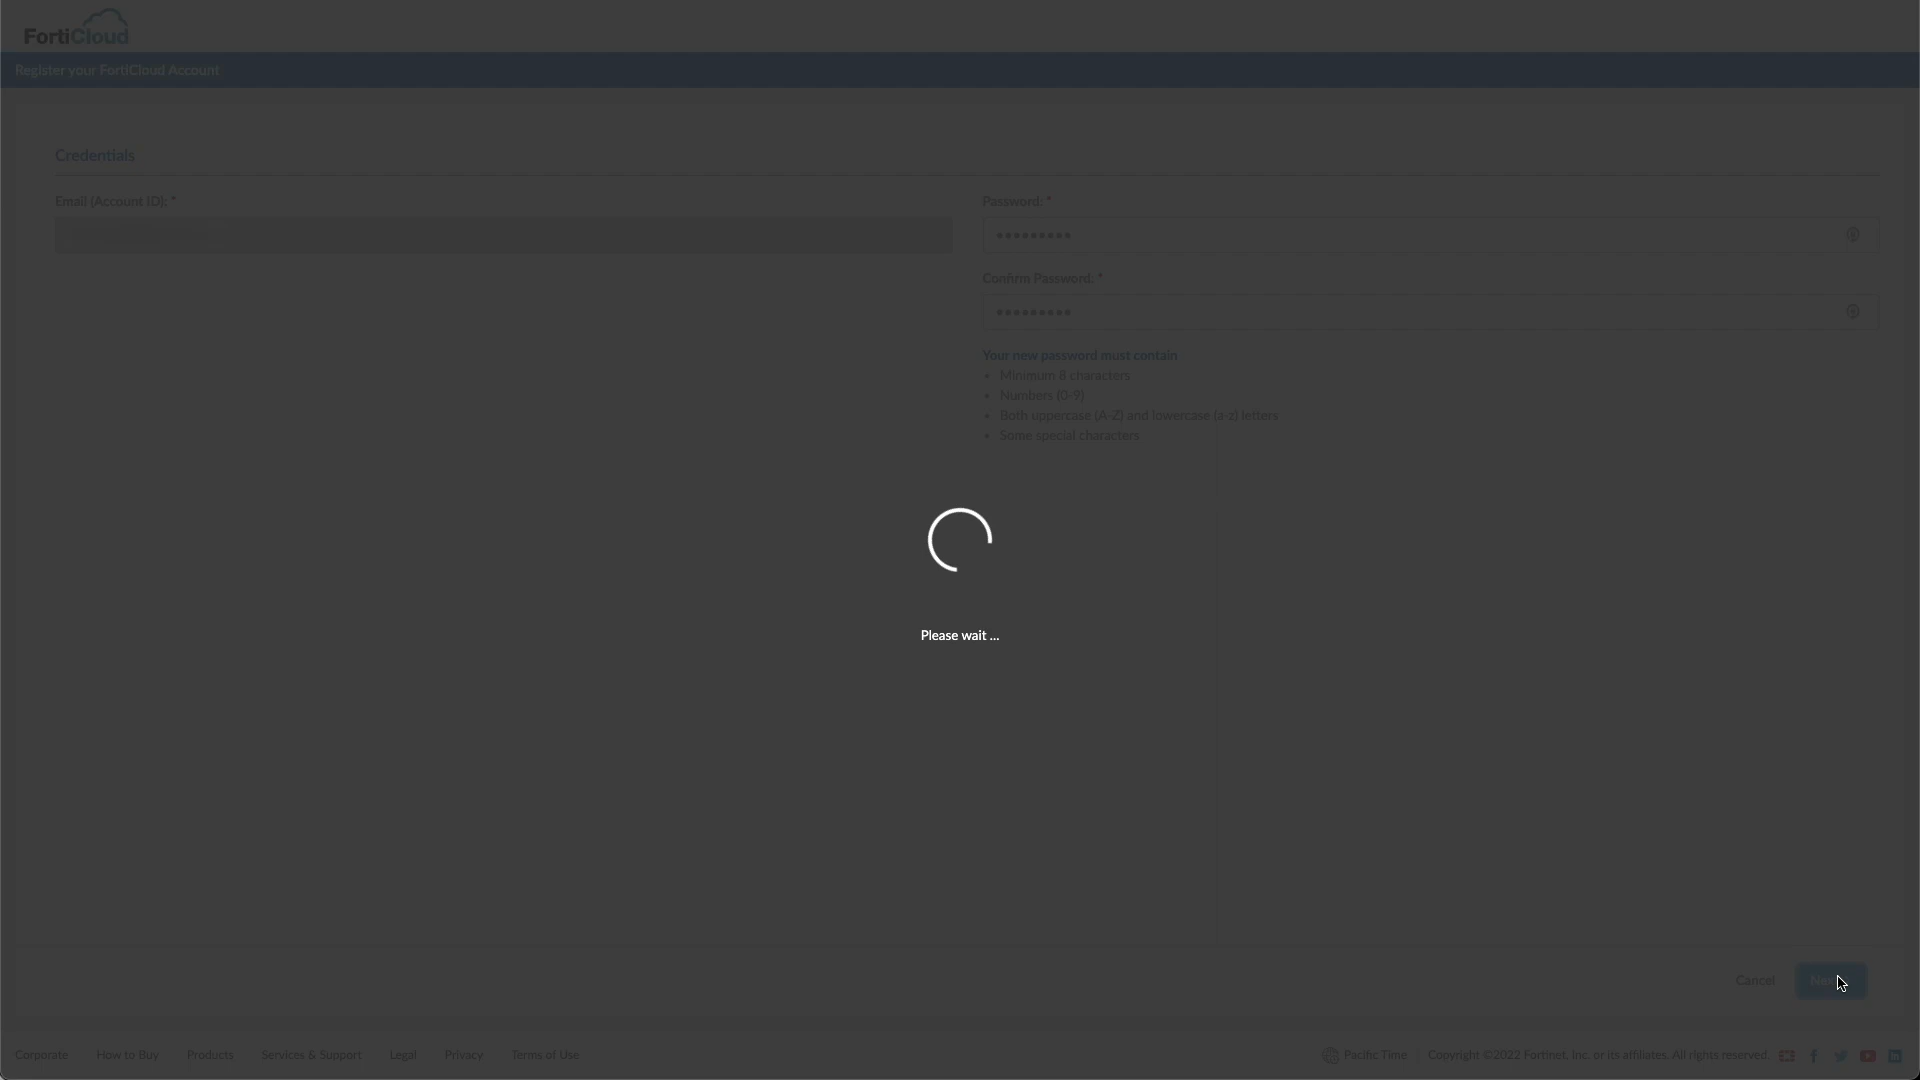 FortiCloud
Register your FortiCloud Account
Credentials
Email (Account ID): *
Password: *
•••••••••
Confirm Password: *
•••••••••
Your new password must contain
• Minimum 8 characters
• Numbers (0-9)
• Both uppercase (A-Z) and lowercase (a-z) letters
• Some special characters
Please wait ...
Cancel
Corporate How to Buy Products Services & Support Legal Privacy Terms of Use Pacific Time Copyright ©2022 Fortinet, Inc. or its affiliates. All rights reserved.